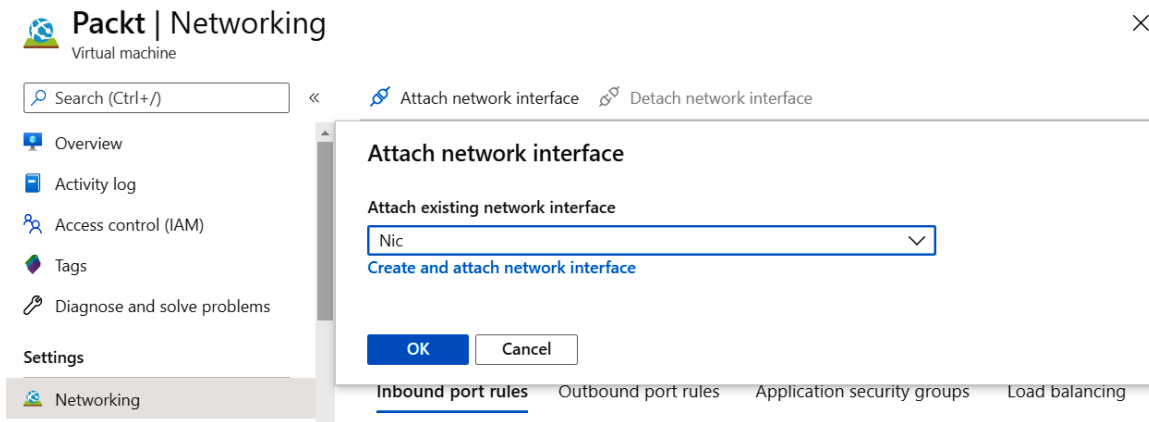 Packt | Networking
Virtual machine
Search (Ctrl+/)
«
Attach network interface
Detach network interface
Overview
Activity log
Access control (IAM)
Tags
Diagnose and solve problems
Settings
Networking
Attach network interface
Attach existing network interface
Nic
Create and attach network interface
OK
Cancel
Inbound port rules
Outbound port rules
Application security groups
Load balancing